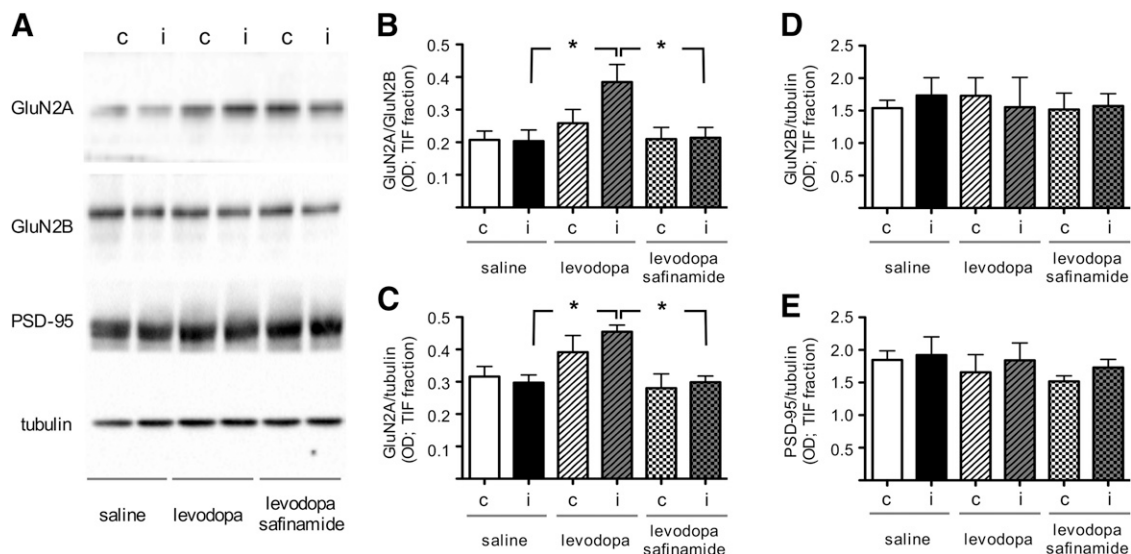 A
c i c i c i
GluN2A
GluN2B
PSD-95
tubulin
saline levodopa levodopa
safinamide
B
GluN2A/GluN2B
(OD; TIF fraction)
0.5
0.4
0.3
0.2
0.1
* *
c i c i c i
saline levodopa levodopa
safinamide
C
GluN2A/tubulin
(OD; TIF fraction)
0.5
0.4
0.3
0.2
0.1
* *
c i c i c i
saline levodopa levodopa
safinamide
D
GluN2B/tubulin
(OD; TIF fraction)
2.5
2.0
1.5
1.0
0.5
c i c i c i
saline levodopa levodopa
safinamide
E
PSD-95/tubulin
(OD; TIF fraction)
2.5
2.0
1.5
1.0
0.5
c i c i c i
saline levodopa levodopa
safinamide